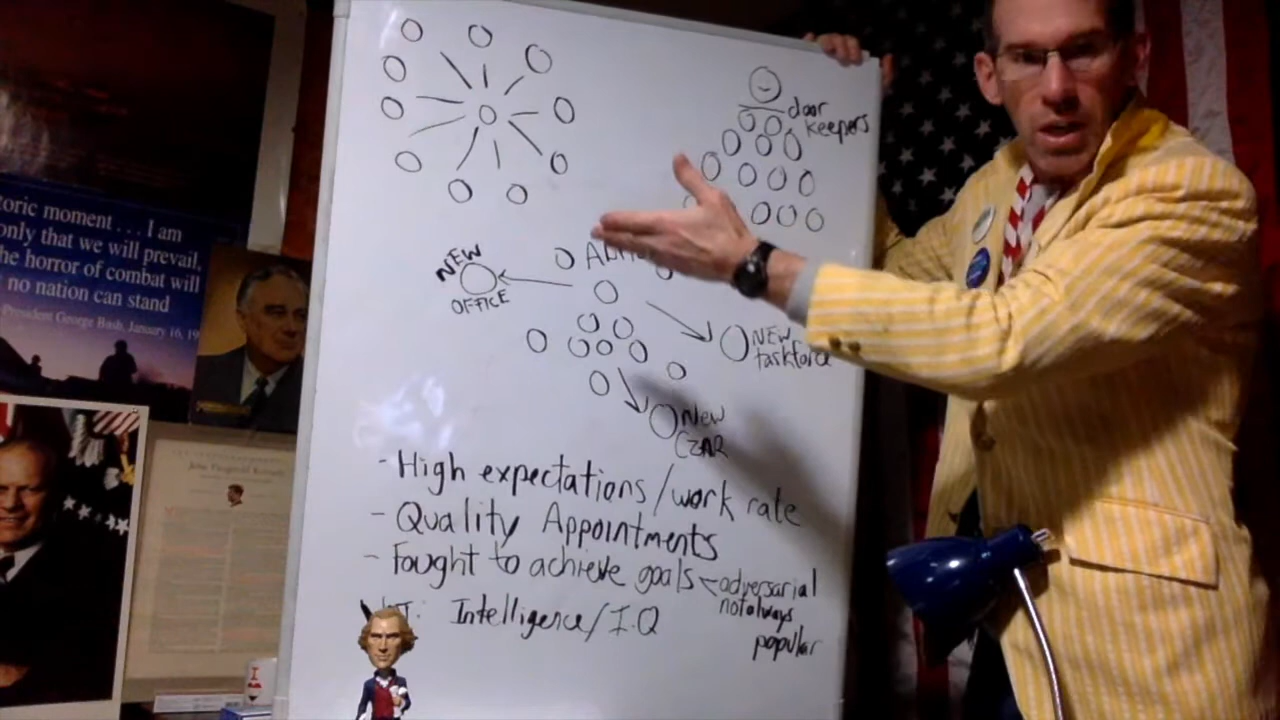 toric moment . . . I am
only that we will prevail,
he horror of combat will
no nation can stand
President George Bush, January 16, 19
door
keepers
NEW
OFFICE
NEW
taskforce
New
CZAR
- High expectations/work rate
- Quality Appointments
- Fought to achieve goals
adversarial
not always
popular
Intelligence/I.Q
I